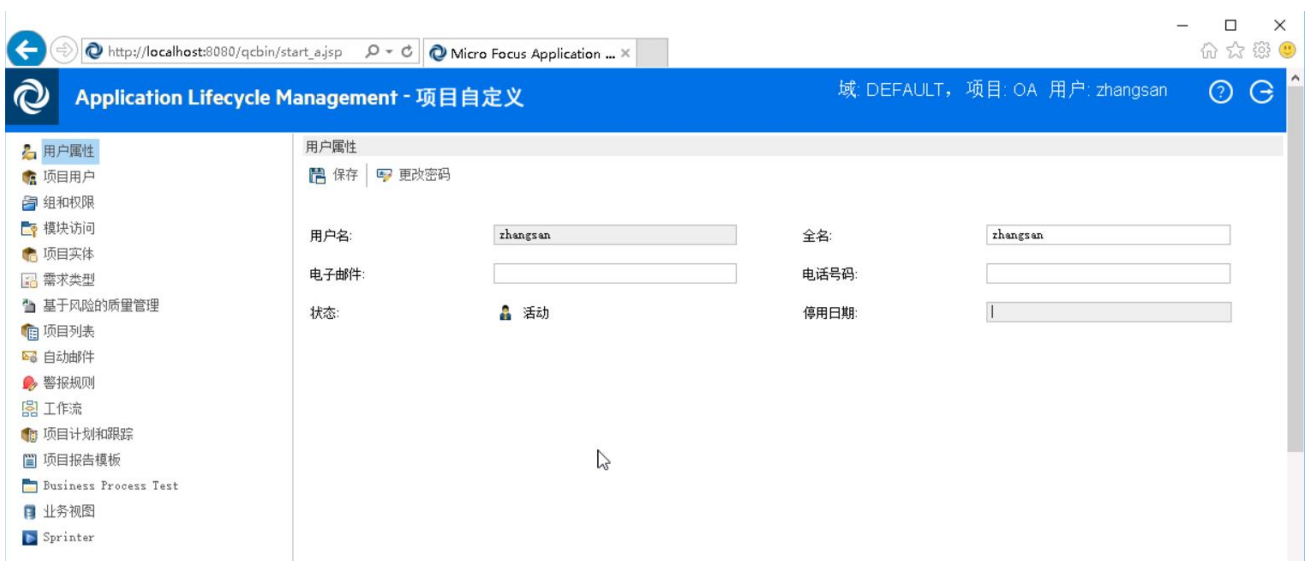 http://localhost:8080/qcbin/start_a.jsp
Micro Focus Application ...
Application Lifecycle Management - 项目自定义
域: DEFAULT， 项目: OA 用户: zhangsan
用户属性
项目用户
组和权限
模块访问
项目实体
需求类型
基于风险的质量管理
项目列表
自动邮件
警报规则
工作流
项目计划和跟踪
项目报告模板
Business Process Test
业务视图
Sprinter
用户属性
保存 更改密码
用户名: zhangsan 全名: zhangsan
电子邮件: 电话号码:
状态: 活动 停用日期: